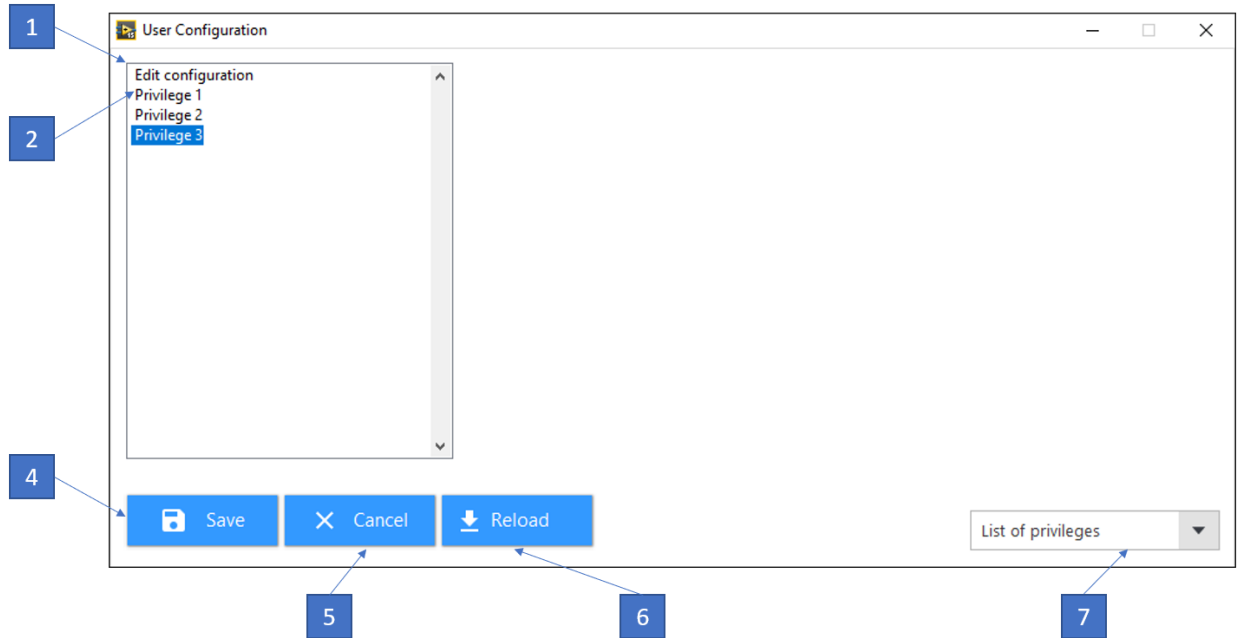 1
User Configuration
Edit configuration
Privilege 1
2
Privilege 2
Privilege 3
4
Save
Cancel
Reload
List of privileges
5
6
7